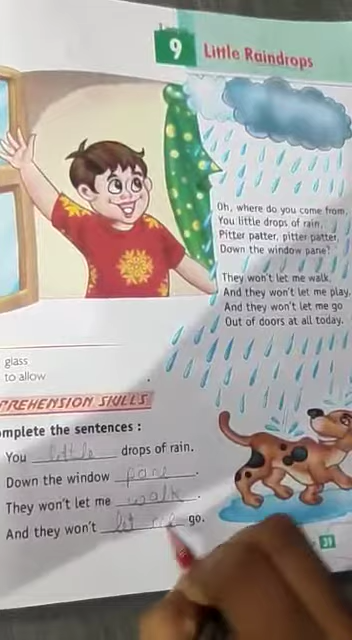 9 Little Raindrops
Oh, where do you come from,
You little drops of rain,
Pitter patter, pitter patter,
Down the window pane?
They won't let me walk,
And they won't let me play,
And they won't let me go
Out of doors at all today.
glass
to allow
PREHENSION SKILLS
omplete the sentences :
You little drops of rain.
Down the window pane.
They won't let me walk.
And they won't let me go.
39